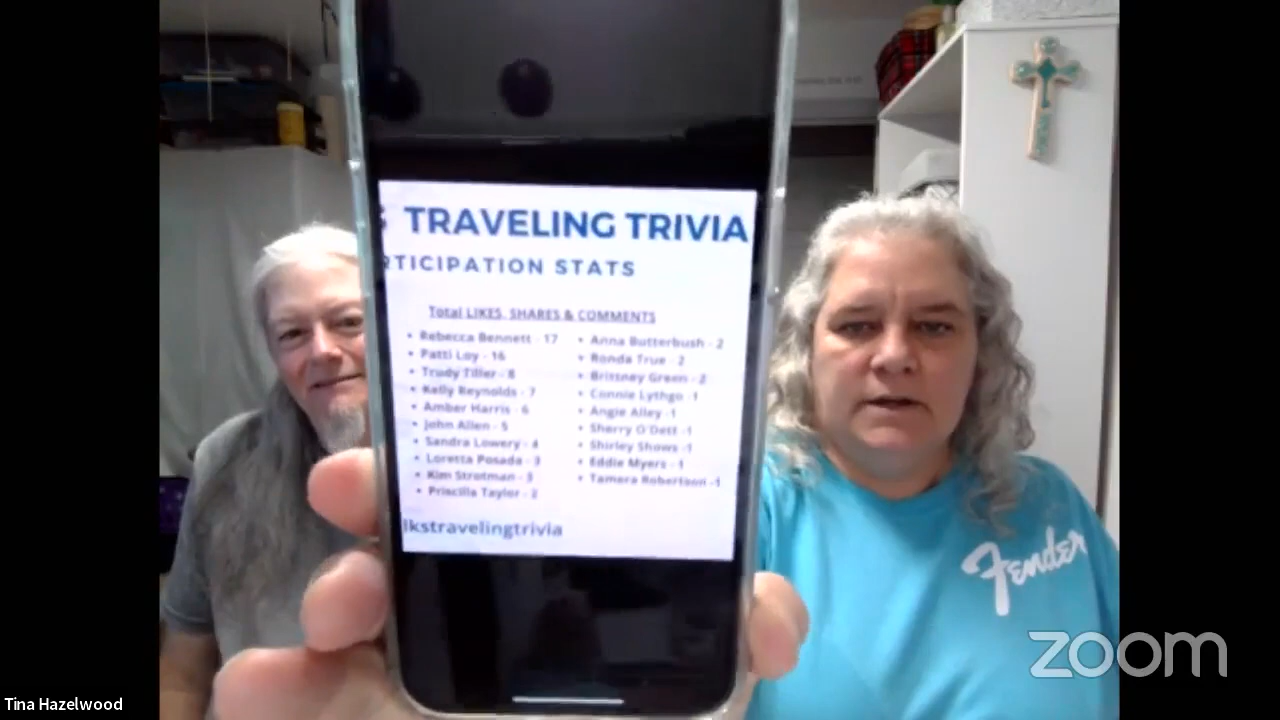 TRAVELING TRIVIA
RTICIPATION STATS
Total LIKES, SHARES & COMMENTS
• Rebecca Bennett - 17
• Patti Loy - 16
• Trudy Tiller - 8
• Kelly Reynolds - 7
• Amber Harris - 6
• John Allen - 5
• Sandra Lowery - 4
• Loretta Posada - 3
• Kim Strotman - 3
• Priscilla Taylor - 2
• Anna Butterbush - 2
• Ronda True - 2
• Brittney Green - 2
• Connie Lythgo -1
• Angie Alley -1
• Sherry O'Dett -1
• Shirley Shows -1
• Eddie Myers -1
• Tamara Robertson -1
lkstravelingtrivia
Fender
zoom
Tina Hazelwood